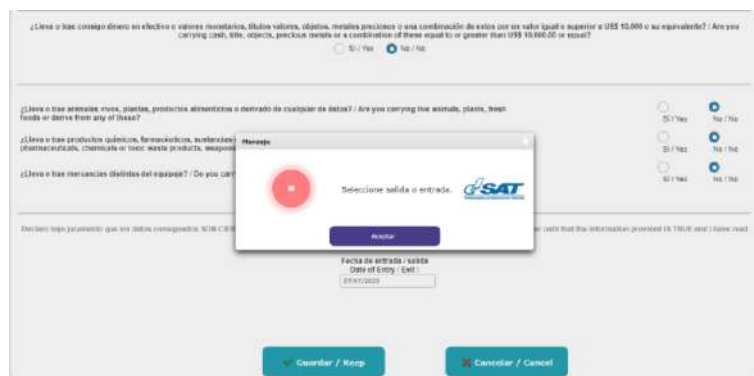 ¿Lleva o trae consigo dinero en efectivo o valores monetarios, títulos valores, objetos, metales preciosos o una combinación de estos por un valor igual o superior a US$ 10,000 o su equivalente? / Are you
carrying cash, title, objects, precious metals or a combination of these equal to or greater than US$ 10,000.00 or equal?
Si / Yes No / No
¿Lleva o trae animales vivos, plantas, productos alimenticios o derivado de cualquier de éstos? / Are you carrying live animals, plants, fresh
foods or derive from any of these?
Si / Yes No / No
¿Lleva o trae productos químicos, farmacéuticos, sustancias
pharmaceuticals, chemicals or toxic waste products, weapons
Si / Yes No / No
¿Lleva o trae mercancías distintas del equipaje? / Do you carr
Si / Yes No / No
Mensaje
Seleccione salida o entrada.
SAT
Aceptar
Declaro bajo juramento que los datos consignados SON CIER
oath that the information provided IS TRUE and I have read
Fecha de entrada / salida
Date of Entry / Exit :
Guardar / Keep
Cancelar / Cancel